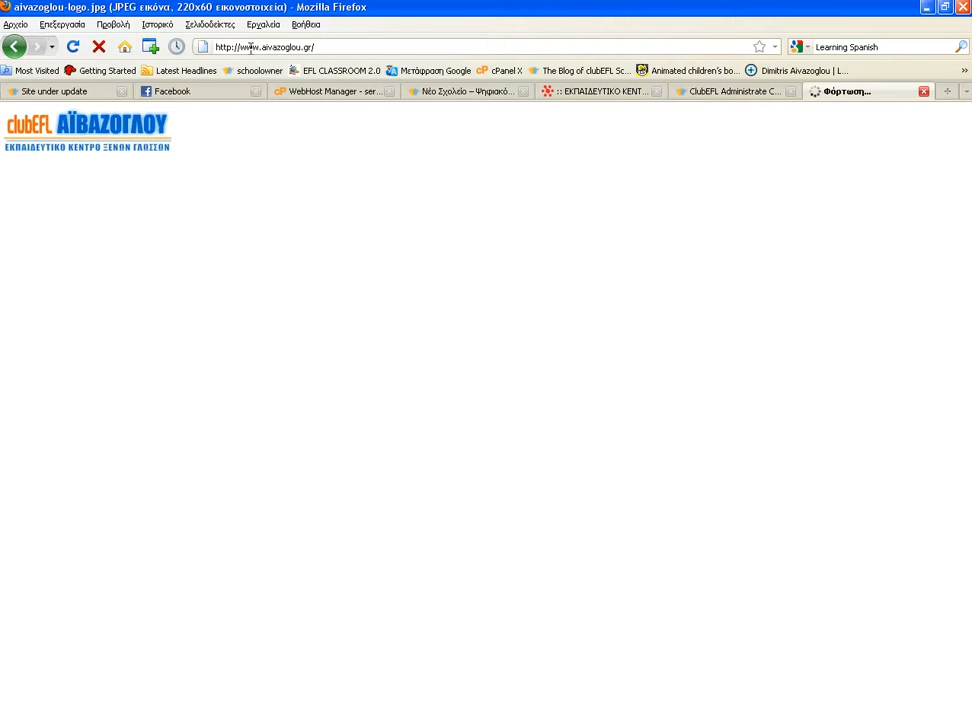 aivazoglou-logo.jpg (JPEG εικόνα, 220x60 εικονοστοιχεία) - Mozilla Firefox
Αρχείο Επεξεργασία Προβολή Ιστορικό Σελιδοδείκτες Εργαλεία Βοήθεια
http://www.aivazoglou.gr/ Learning Spanish
Most Visited Getting Started Latest Headlines schoolowner EFL CLASSROOM 2.0 Μετάφραση Google cPanel X The Blog of clubEFL Sc... Animated children's bo... Dimitris Aivazoglou | L... »
Site under update Facebook WebHost Manager - ser... Νέο Σχολείο – Ψηφιακό... :: ΕΚΠΑΙΔΕΥΤΙΚΟ ΚΕΝΤ... ClubEFL Administrate C... Φόρτωση...
clubEFL ΑΪΒΑΖΟΓΛΟΥ
ΕΚΠΑΙΔΕΥΤΙΚΟ ΚΕΝΤΡΟ ΞΕΝΩΝ ΓΛΩΣΣΩΝ